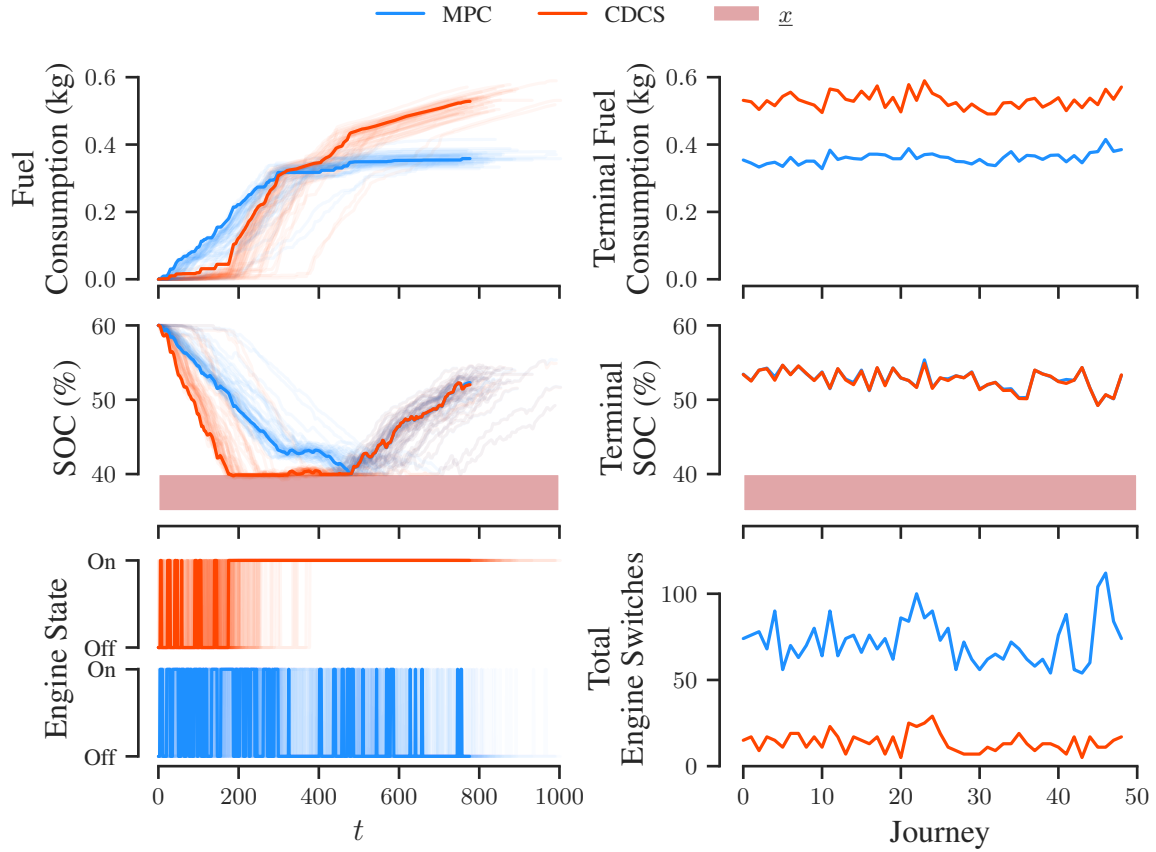 MPC
CDCS
x
Fuel
Consumption (kg)
0.6
0.4
0.2
0.0
Terminal Fuel
Consumption (kg)
0.6
0.4
0.2
0.0
SOC (%)
60
50
40
Terminal
SOC (%)
60
50
40
Engine State
On
Off
On
Off
0
200
400
600
800
1000
t
Total
Engine Switches
100
50
0
0
10
20
30
40
50
Journey